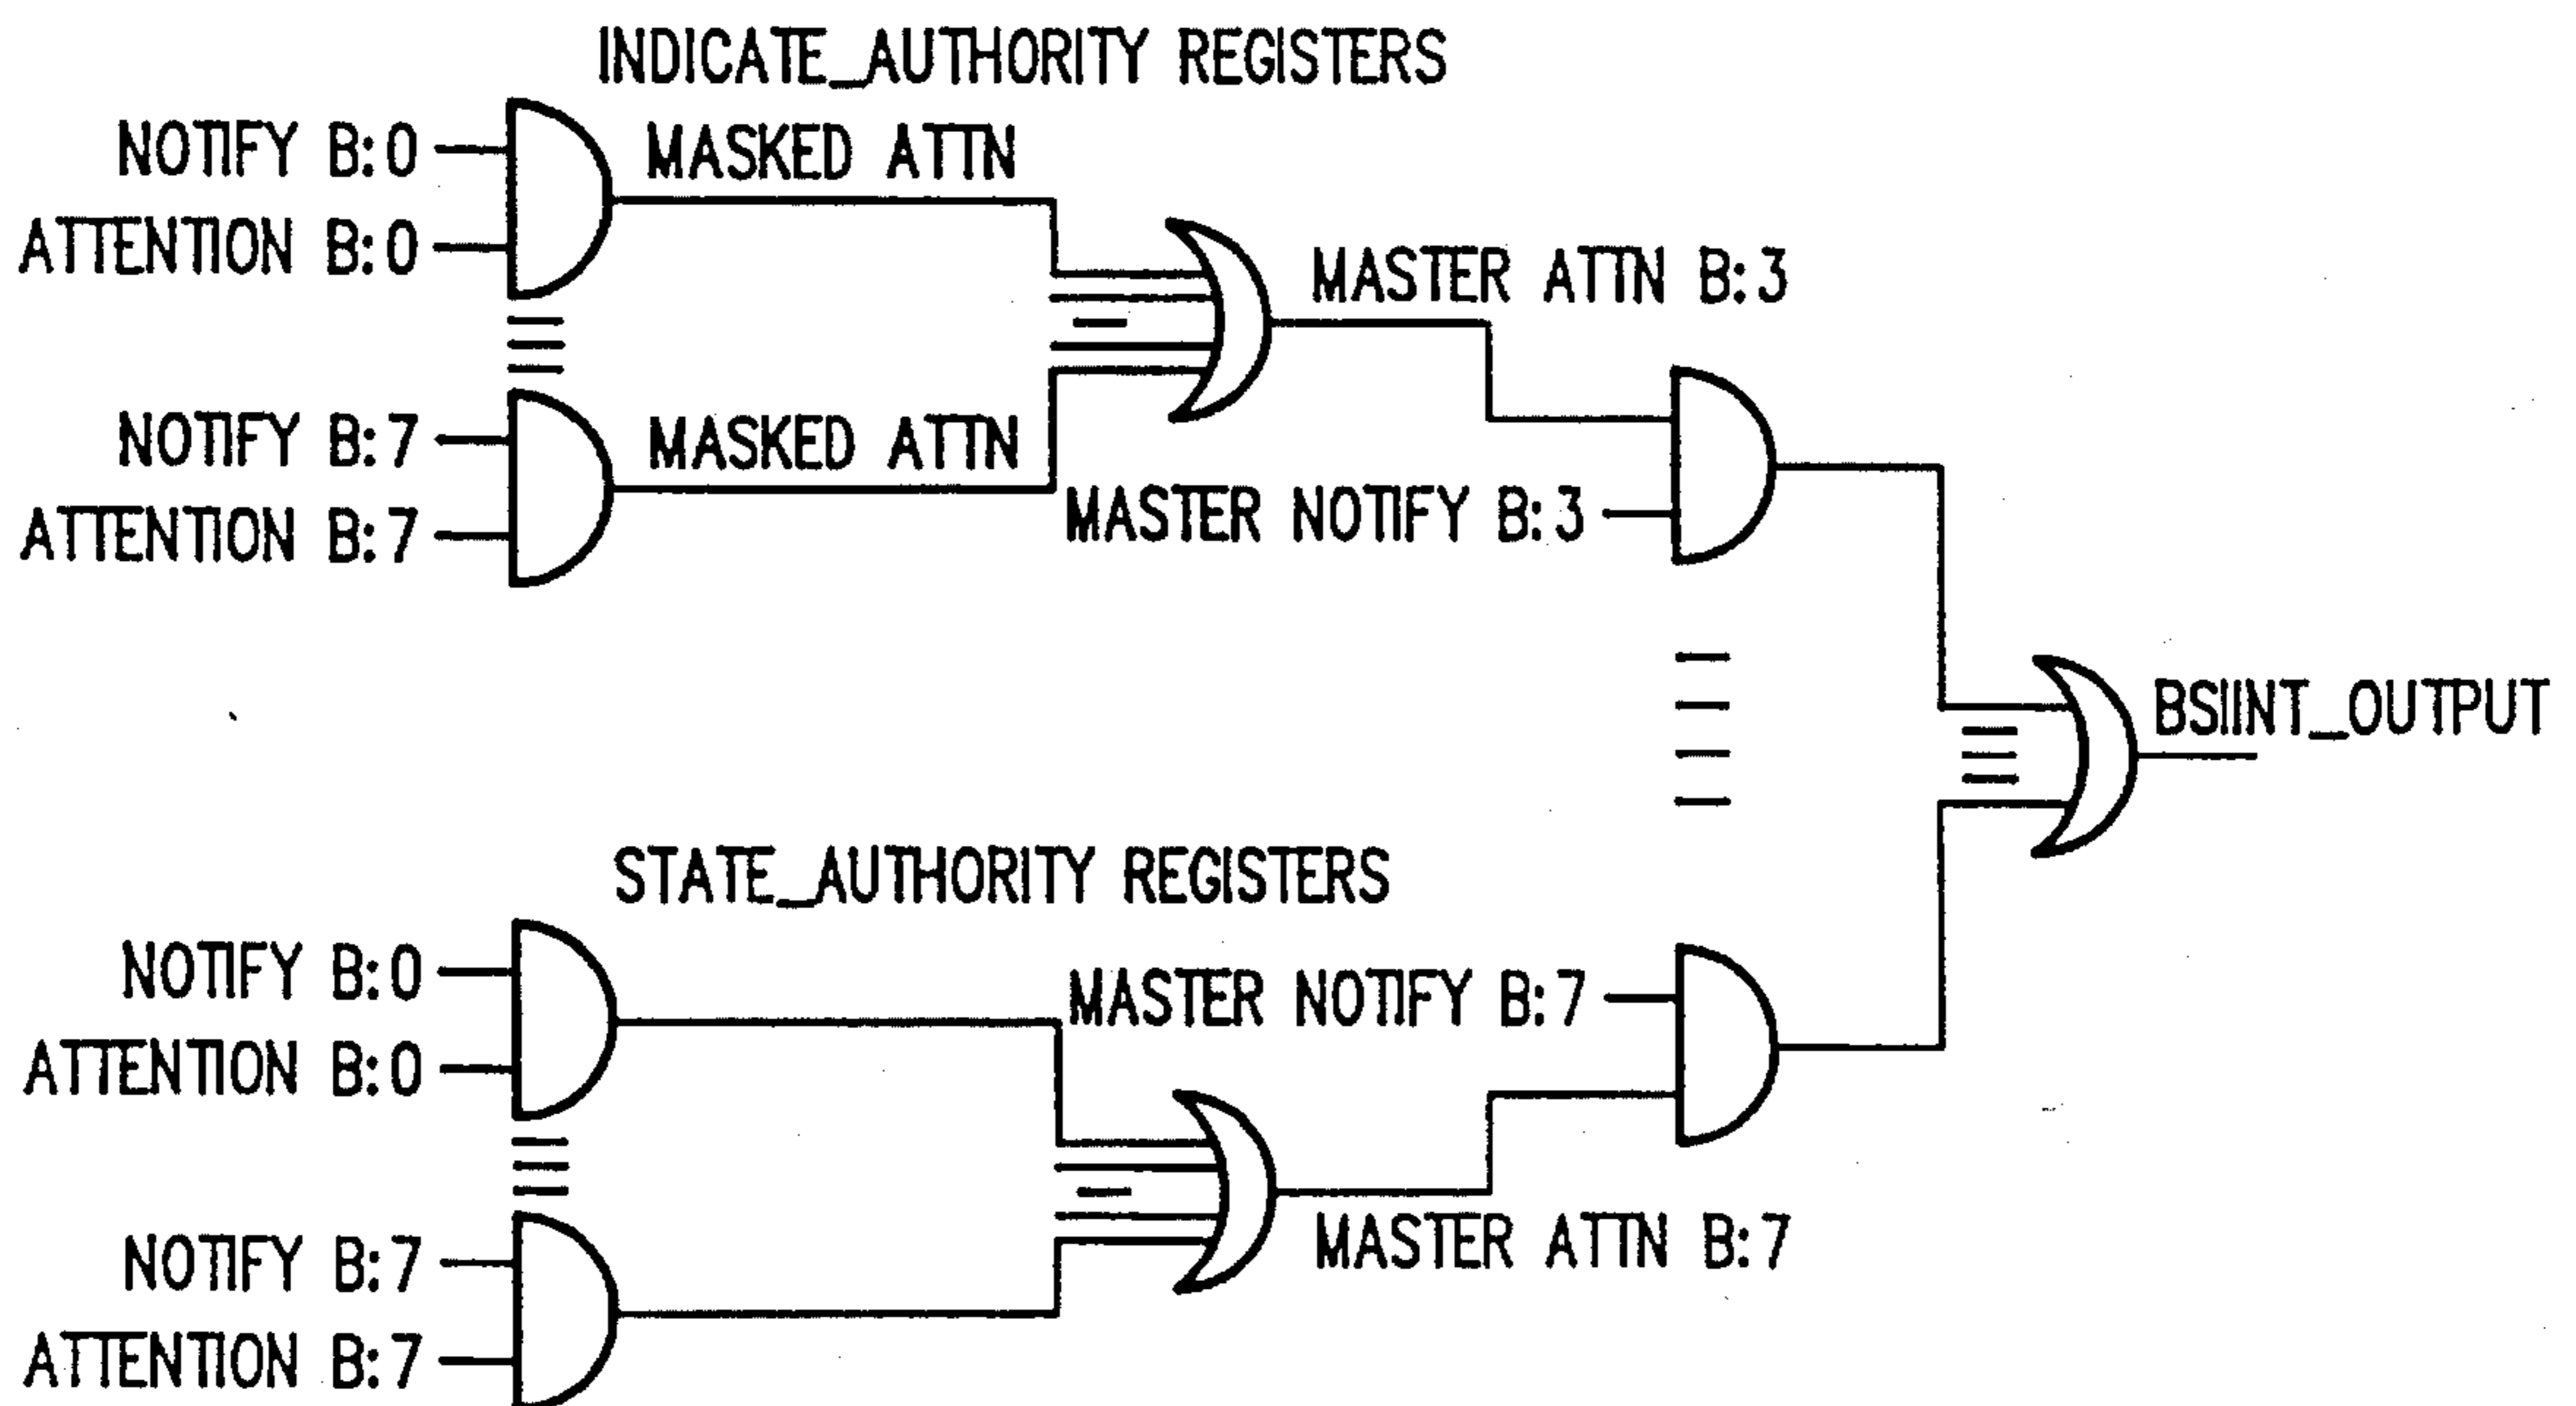 INDICATE_AUTHORITY REGISTERS
NOTIFY B:0
MASKED ATTN
ATTENTION B:0
MASTER ATTN B:3
NOTIFY B:7
MASKED ATTN
MASTER NOTIFY B:3
ATTENTION B:7
BSIINT_OUTPUT
STATE_AUTHORITY REGISTERS
NOTIFY B:0
MASTER NOTIFY B:7
ATTENTION B:0
MASTER ATTN B:7
NOTIFY B:7
ATTENTION B:7